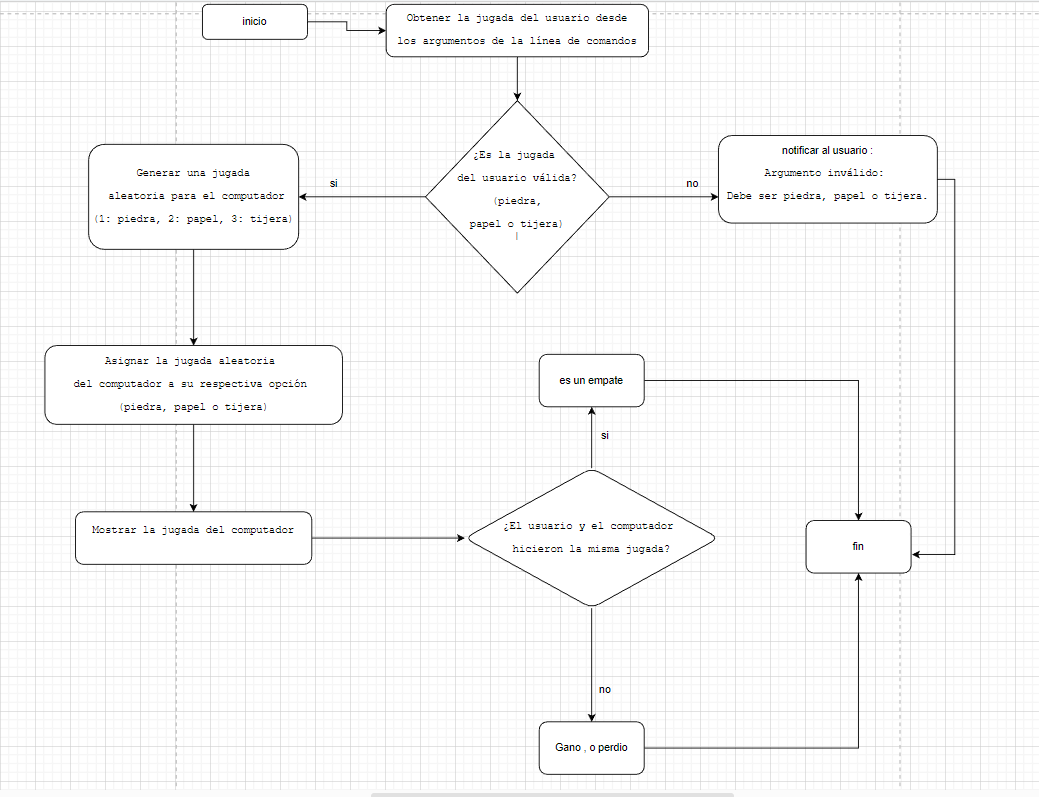 inicio
Obtener la jugada del usuario desde
los argumentos de la línea de comandos
¿Es la jugada
del usuario válida?
(piedra,
papel o tijera)
si
no
Generar una jugada
aleatoria para el computador
(1: piedra, 2: papel, 3: tijera)
notificar al usuario :
Argumento inválido:
Debe ser piedra, papel o tijera.
Asignar la jugada aleatoria
del computador a su respectiva opción
(piedra, papel o tijera)
es un empate
si
Mostrar la jugada del computador
¿El usuario y el computador
hicieron la misma jugada?
fin
no
Gano , o perdio